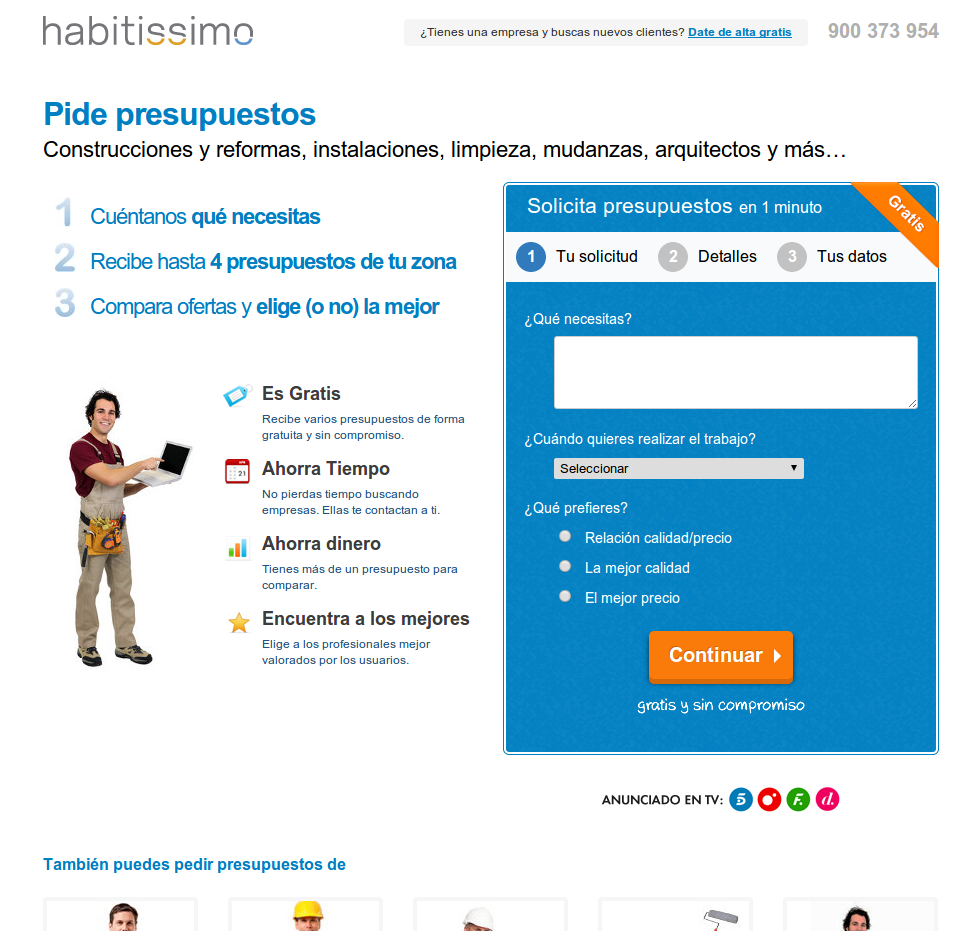 habitissimo
¿Tienes una empresa y buscas nuevos clientes? Date de alta gratis
900 373 954
Pide presupuestos
Construcciones y reformas, instalaciones, limpieza, mudanzas, arquitectos y más…
1 Cuéntanos qué necesitas
2 Recibe hasta 4 presupuestos de tu zona
3 Compara ofertas y elige (o no) la mejor
Es Gratis
Recibe varios presupuestos de forma
gratuita y sin compromiso.
21
Ahorra Tiempo
No pierdas tiempo buscando
empresas. Ellas te contactan a ti.
Ahorra dinero
Tienes más de un presupuesto para
comparar.
Encuentra a los mejores
Elige a los profesionales mejor
valorados por los usuarios.
Solicita presupuestos en 1 minuto
Gratis
1 Tu solicitud 2 Detalles 3 Tus datos
¿Qué necesitas?
¿Cuándo quieres realizar el trabajo?
Seleccionar
¿Qué prefieres?
Relación calidad/precio
La mejor calidad
El mejor precio
Continuar
gratis y sin compromiso
ANUNCIADO EN TV: 5 F. d.
También puedes pedir presupuestos de